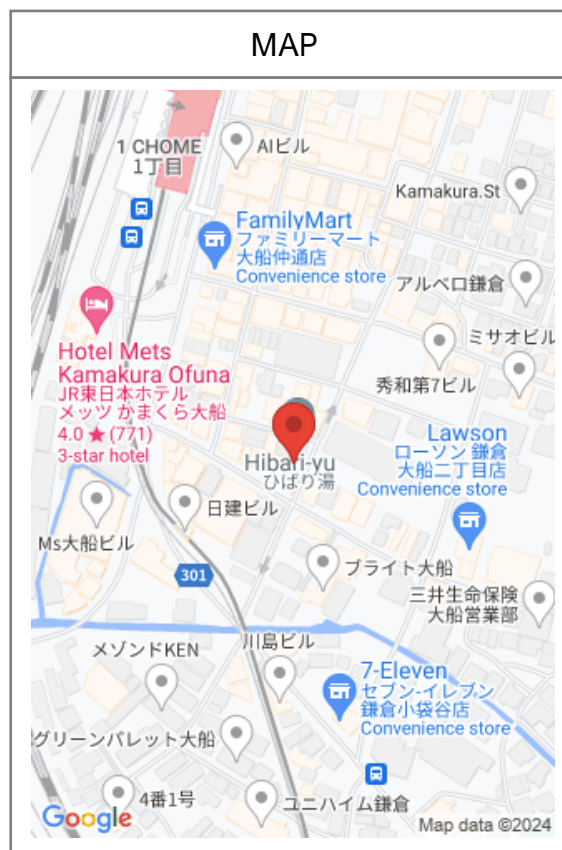 MAP
1 CHOME
1丁目
AIビル
Kamakura.St
FamilyMart
ファミリーマート
大船仲通店
Convenience store
アルベロ鎌倉
ミサオビル
Hotel Mets
Kamakura Ofuna
JR東日本ホテル
メッツ かまくら大船
4.0 ★ (771)
3-star hotel
秀和第7ビル
Lawson
ローソン 鎌倉
大船二丁目店
Convenience store
Hibari-yu
ひばり湯
日建ビル
Ms大船ビル
301
ブライト大船
三井生命保険
大船営業部
川島ビル
メゾンドKEN
7-Eleven
セブン-イレブン
鎌倉小袋谷店
Convenience store
グリーンバレット大船
4番1号
ユニハイム鎌倉
Google
Map data ©2024